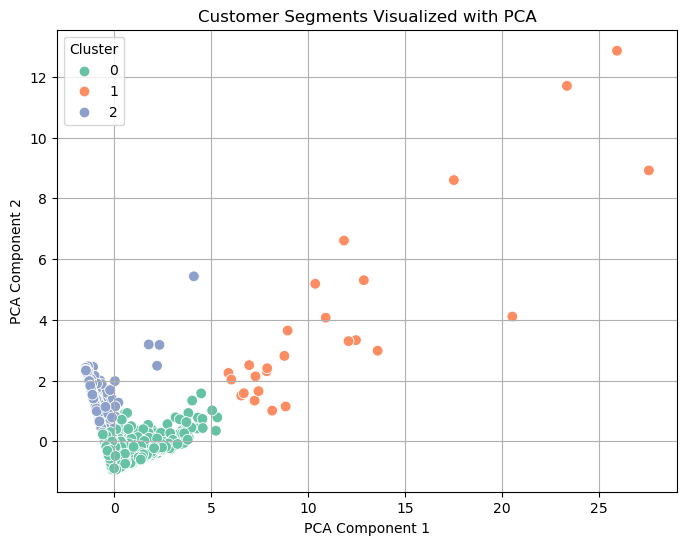 Customer Segments Visualized with PCA
Cluster
0
1
2
12
10
8
6
4
2
0
0 5 10 15 20 25
PCA Component 2
PCA Component 1